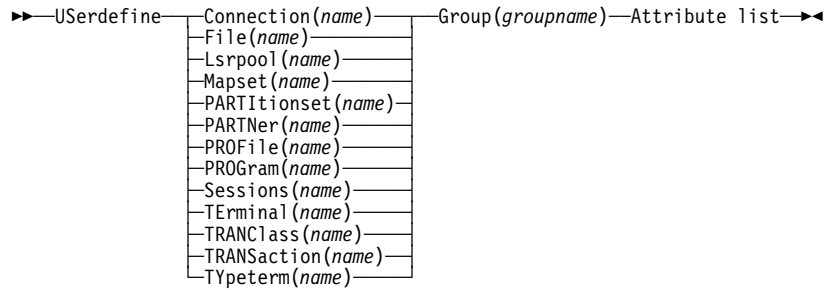 USerdefine Connection(name) Group(groupname) Attribute list
File(name)
Lsrpool(name)
Mapset(name)
PARTItionset(name)
PARTNer(name)
PROFile(name)
PROGram(name)
Sessions(name)
TErminal(name)
TRANClass(name)
TRANSaction(name)
TYpeterm(name)